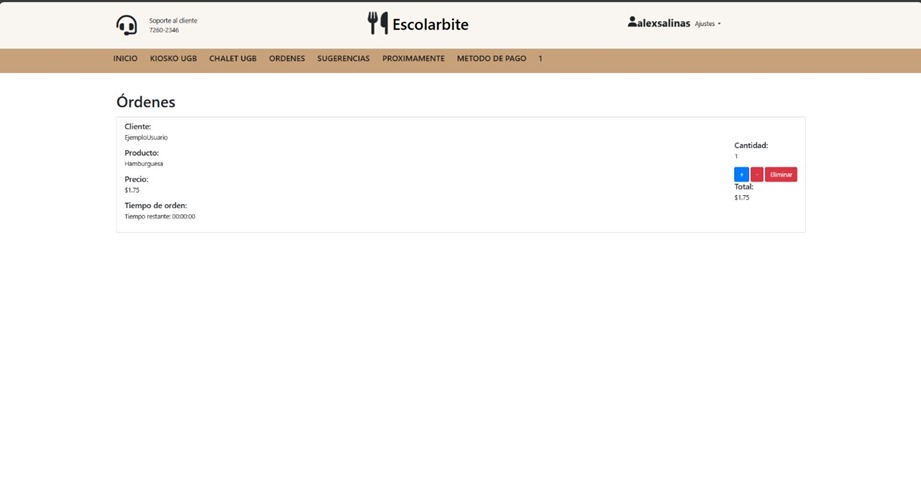 Soporte al cliente
7260-2346
Escolarbite
alexsalinas Ajustes
INICIO KIOSKO UGB CHALET UGB ORDENES SUGERENCIAS PROXIMAMENTE METODO DE PAGO 1
Órdenes
Cliente:
EjemploUsuario
Producto:
Hamburguesa
Precio:
$1.75
Tiempo de orden:
Tiempo restante: 00:00:00
Cantidad:
1
+ - Eliminar
Total:
$1.75